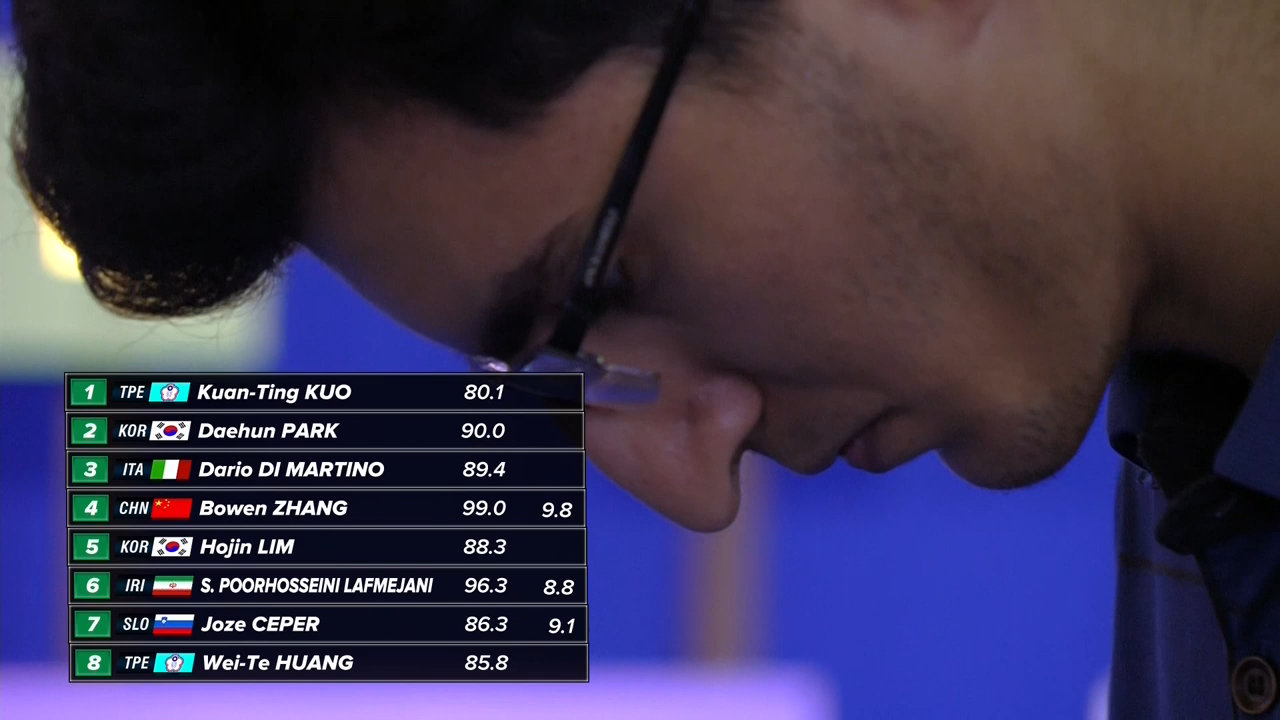 1 TPE Kuan-Ting KUO 80.1
2 KOR Daehun PARK 90.0
3 ITA Dario DI MARTINO 89.4
4 CHN Bowen ZHANG 99.0 9.8
5 KOR Hojin LIM 88.3
6 IRI S. POORHOSSEINI LAFMEJANI 96.3 8.8
7 SLO Joze CEPER 86.3 9.1
8 TPE Wei-Te HUANG 85.8